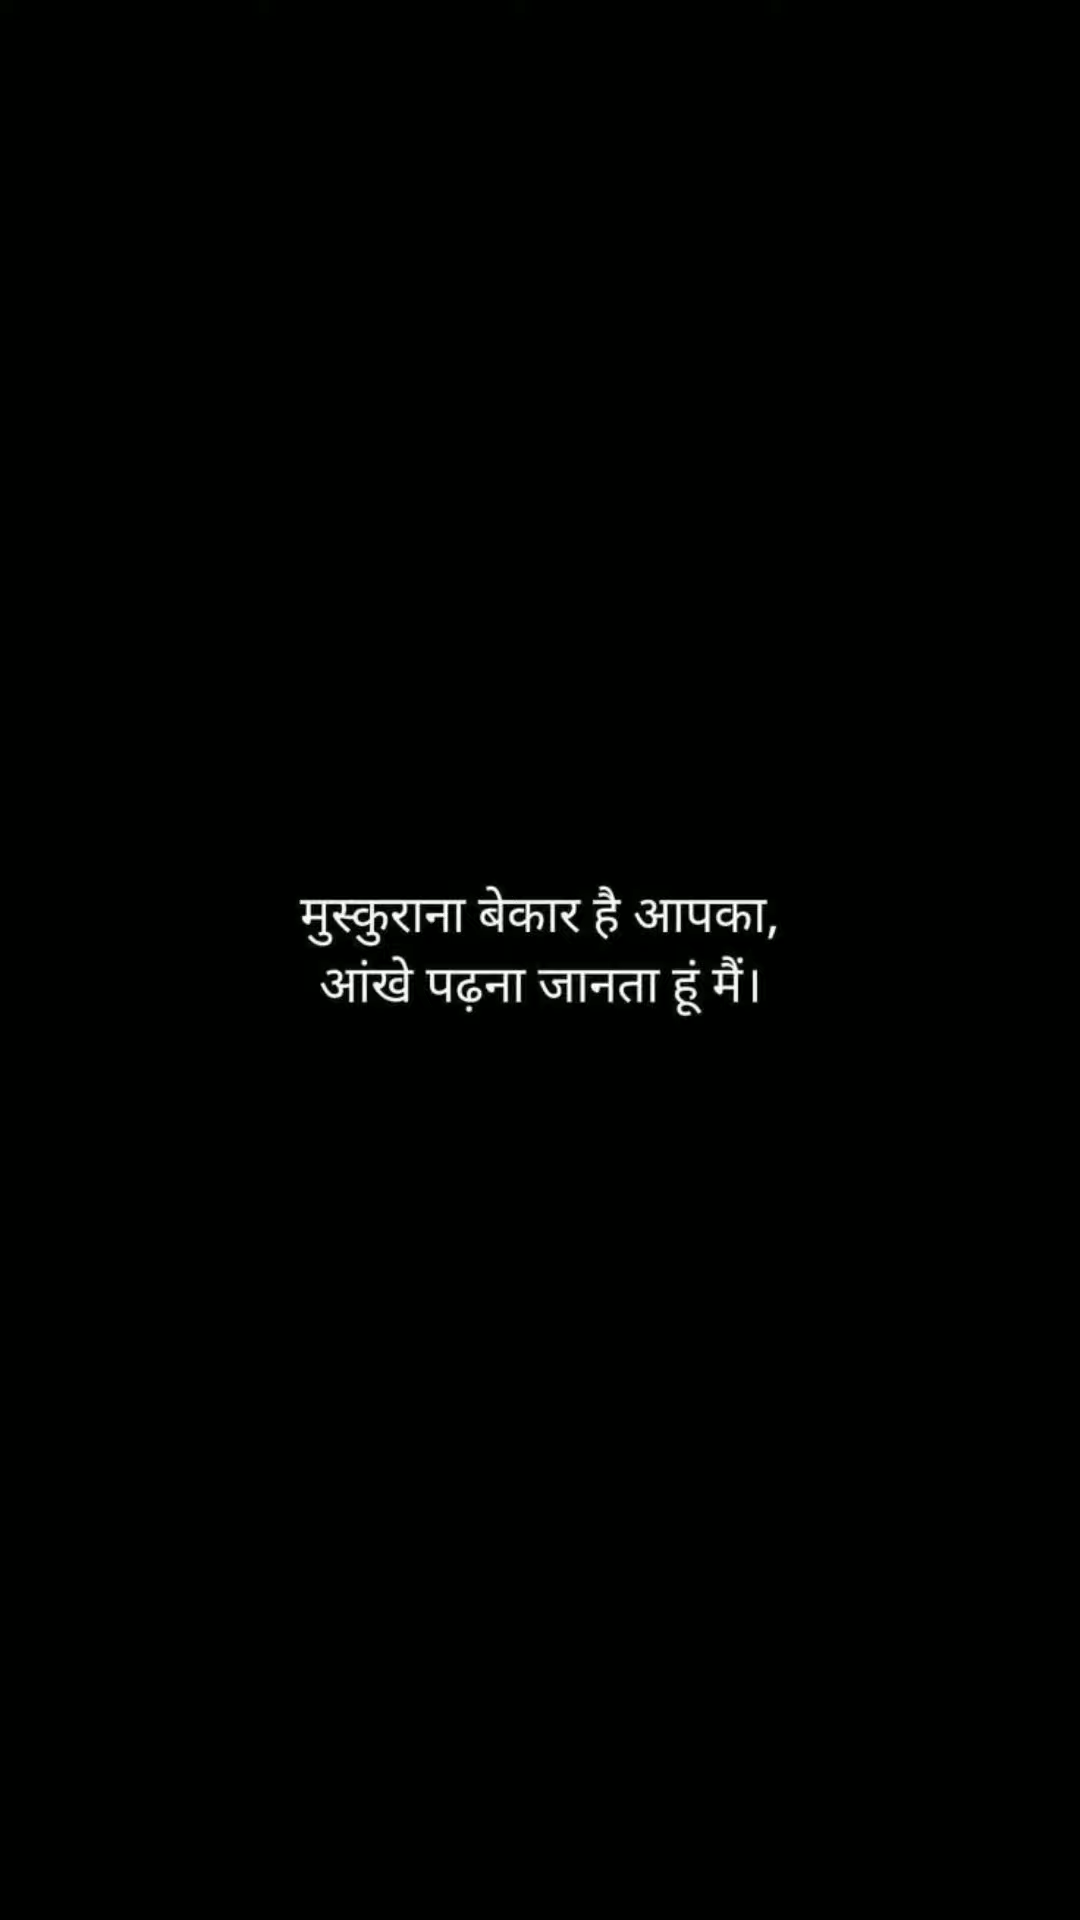 मुस्कुराना बेकार है आपका,
आंखे पढ़ना जानता हूं मैं।